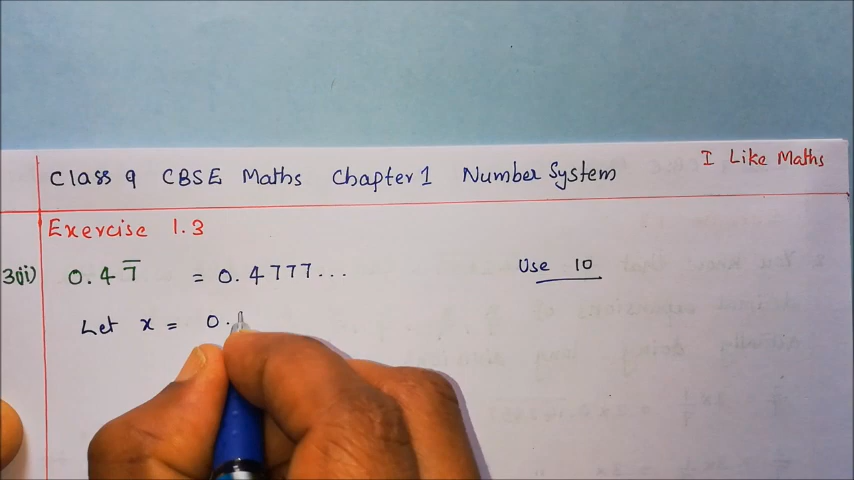 I Like Maths
Class 9 CBSE Maths Chapter 1 Number System
Exercise 1.3
3(ii) 0.47̅ = 0.4777... Use 10
Let x = 0.